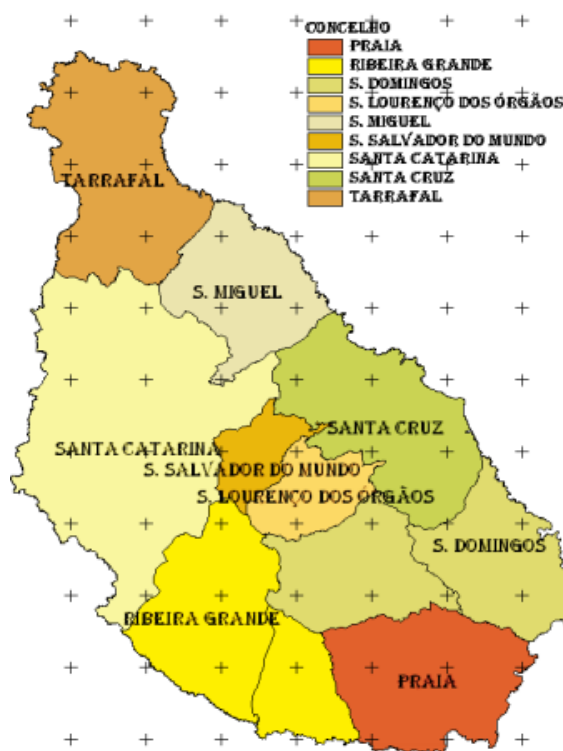 CONCELHO
PRAIA
RIBEIRA GRANDE
S. DOMINGOS
S. LOURENÇO DOS ÓRGÃOS
S. MIGUEL
S. SALVADOR DO MUNDO
SANTA CATARINA
SANTA CRUZ
TARRAFAL
TARRAFAL
S. MIGUEL
SANTA CRUZ
SANTA CATARINA
S. SALVADOR DO MUNDO
S. LOURENÇO DOS ÓRGÃOS
S. DOMINGOS
RIBEIRA GRANDE
PRAIA